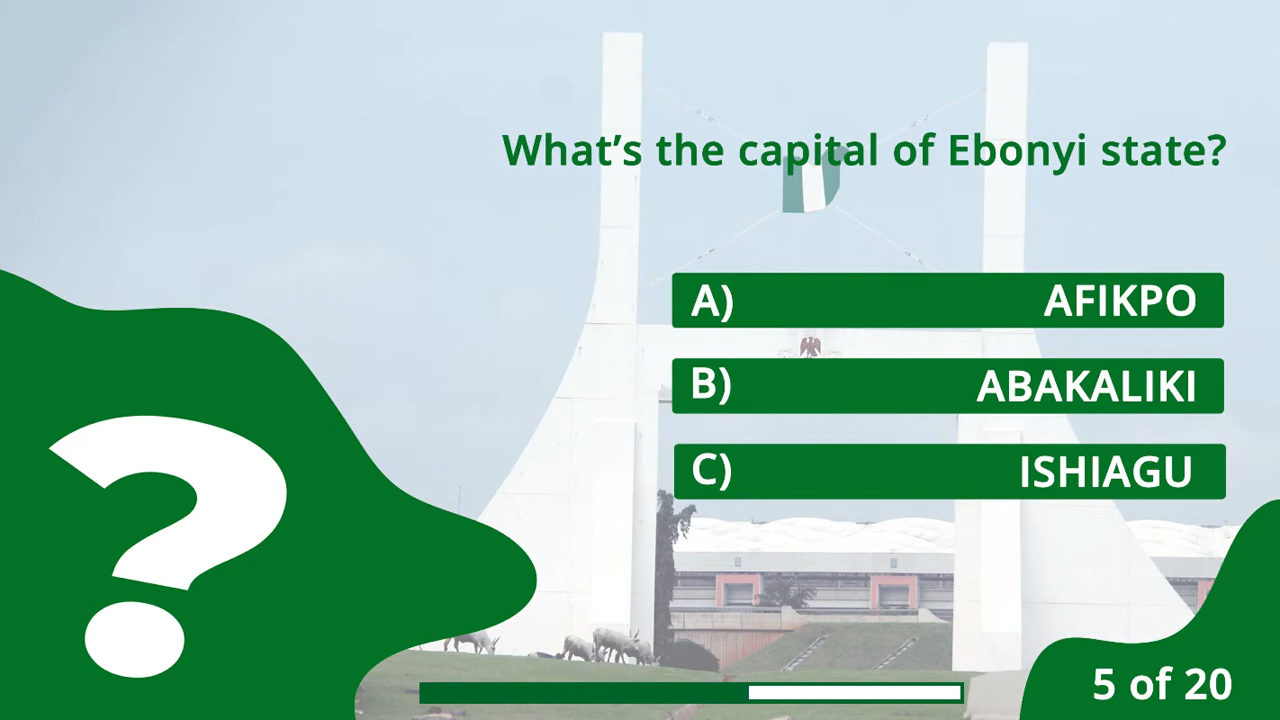 What's the capital of Ebonyi state?
A) AFIKPO
B) ABAKALIKI
C) ISHIAGU
?
5 of 20